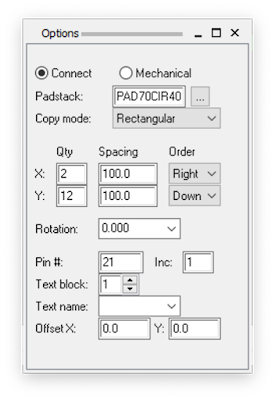 Options
Connect Mechanical
Padstack: PAD70CIR40 ...
Copy mode: Rectangular
Qty Spacing Order
X: 2 100.0 Right
Y: 12 100.0 Down
Rotation: 0.000
Pin #: 21 Inc: 1
Text block: 1
Text name:
Offset X: 0.0 Y: 0.0